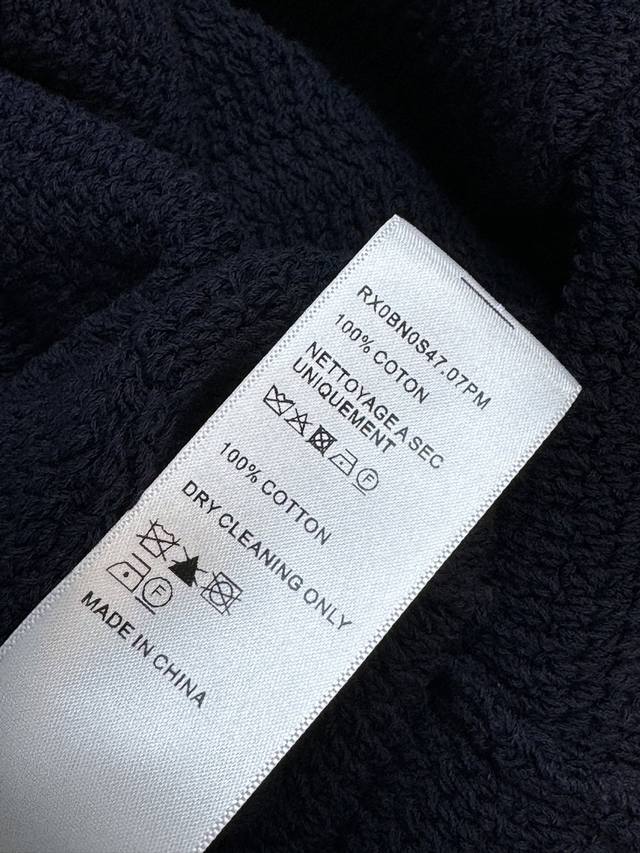 RX0BN0S47.07PM
100% COTON
NETTOYAGE A SEC
UNIQUEMENT
F
100% COTTON
DRY CLEANING ONLY
F
MADE IN CHINA